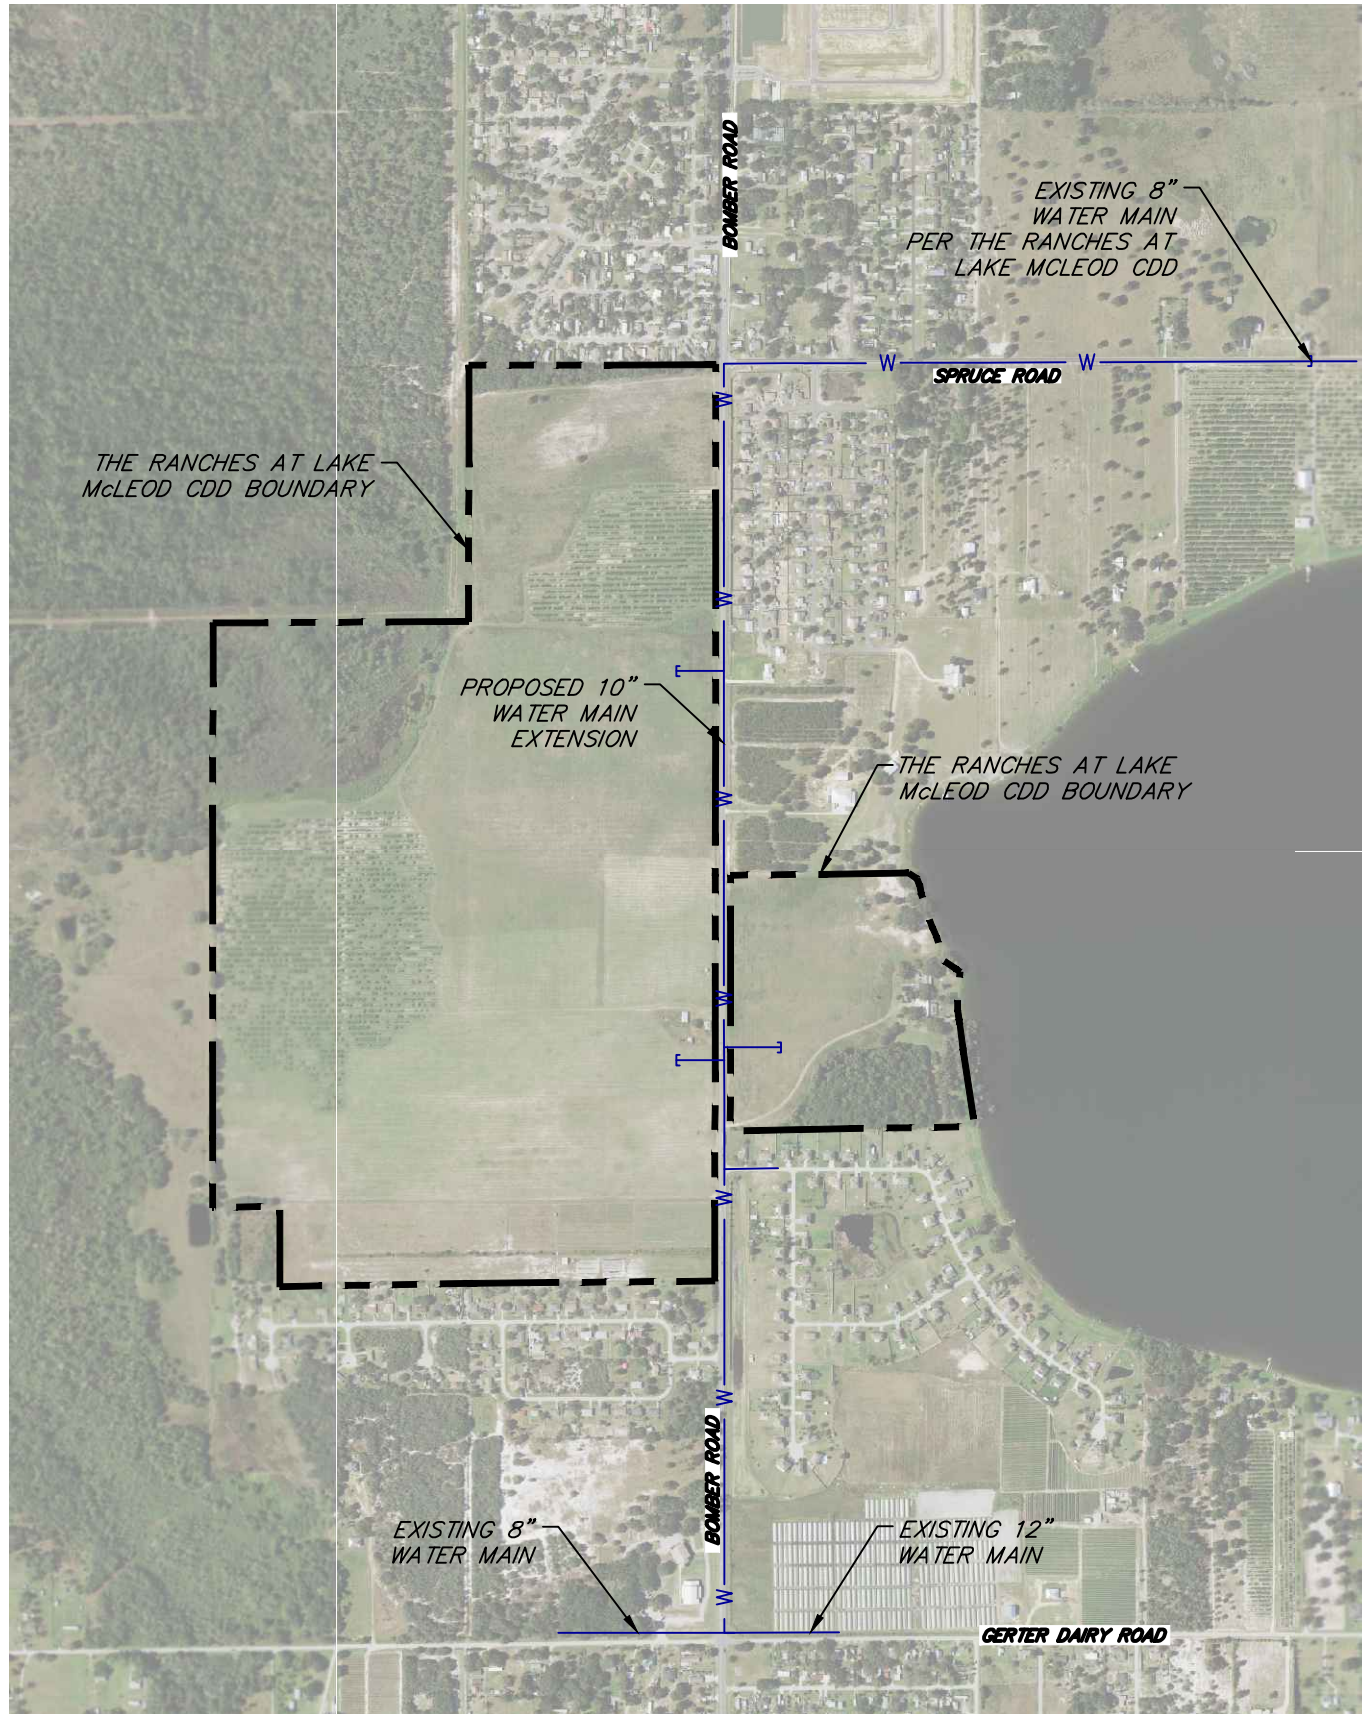 BOMBER ROAD
EXISTING 8"
WATER MAIN
PER THE RANCHES AT
LAKE MCLEOD CDD
W
W
SPRUCE ROAD
W
THE RANCHES AT LAKE
McLEOD CDD BOUNDARY
W
PROPOSED 10"
WATER MAIN
EXTENSION
THE RANCHES AT LAKE
McLEOD CDD BOUNDARY
W
W
W
W
BOMBER ROAD
EXISTING 8"
WATER MAIN
EXISTING 12"
WATER MAIN
W
GERTER DAIRY ROAD